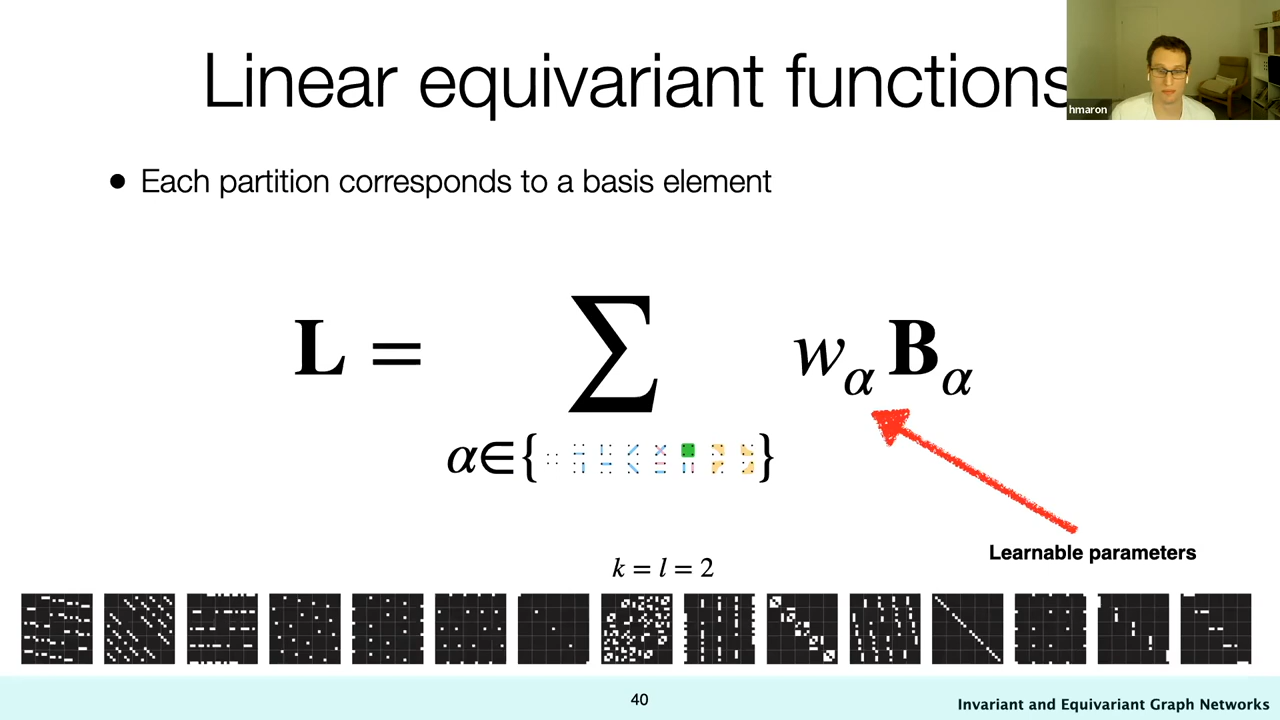 Linear equivariant functions
hmaron
• Each partition corresponds to a basis element
L = ∑ w_α B_α
α∈{ }
Learnable parameters
k = l = 2
40
Invariant and Equivariant Graph Networks